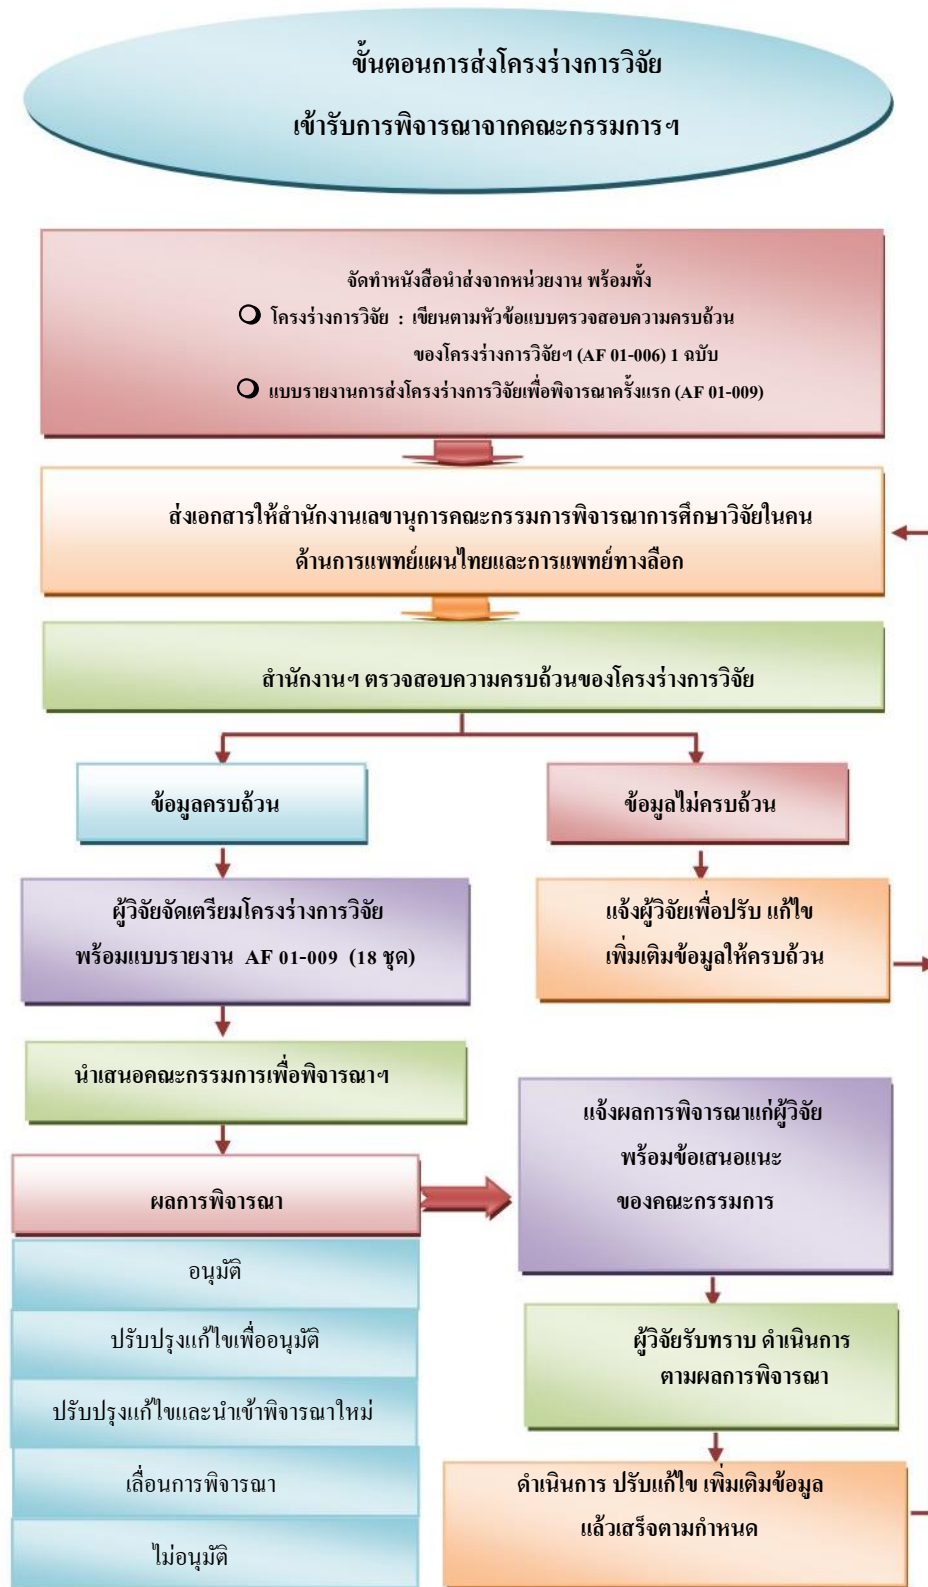 ขั้นตอนการส่งโครงร่างการวิจัย
เข้ารับการพิจารณาจากคณะกรรมการฯ
จัดทำหนังสือนำส่งจากหน่วยงาน พร้อมทั้ง
โครงร่างการวิจัย : เขียนตามหัวข้อแบบตรวจสอบความครบถ้วน
ของโครงร่างการวิจัยฯ (AF 01-006) 1 ฉบับ
แบบรายงานการส่งโครงร่างการวิจัยเพื่อพิจารณาครั้งแรก (AF 01-009)
ส่งเอกสารให้สำนักงานเลขานุการคณะกรรมการพิจารณาการศึกษาวิจัยในคน
ด้านการแพทย์แผนไทยและการแพทย์ทางลือก
สำนักงานฯ ตรวจสอบความครบถ้วนของโครงร่างการวิจัย
ข้อมูลครบถ้วน
ข้อมูลไม่ครบถ้วน
ผู้วิจัยจัดเตรียมโครงร่างการวิจัย
พร้อมแบบรายงาน AF 01-009 (18 ชุด)
แจ้งผู้วิจัยเพื่อปรับ แก้ไข
เพิ่มเติมข้อมูลให้ครบถ้วน
นำเสนอคณะกรรมการเพื่อพิจารณาฯ
แจ้งผลการพิจารณาแก่ผู้วิจัย
พร้อมข้อเสนอแนะ
ของคณะกรรมการ
ผลการพิจารณา
อนุมัติ
ปรับปรุงแก้ไขเพื่ออนุมัติ
ปรับปรุงแก้ไขและนำเข้าพิจารณาใหม่
เลื่อนการพิจารณา
ไม่อนุมัติ
ผู้วิจัยรับทราบ ดำเนินการ
ตามผลการพิจารณา
ดำเนินการ ปรับแก้ไข เพิ่มเติมข้อมูล
แล้วเสร็จตามกำหนด